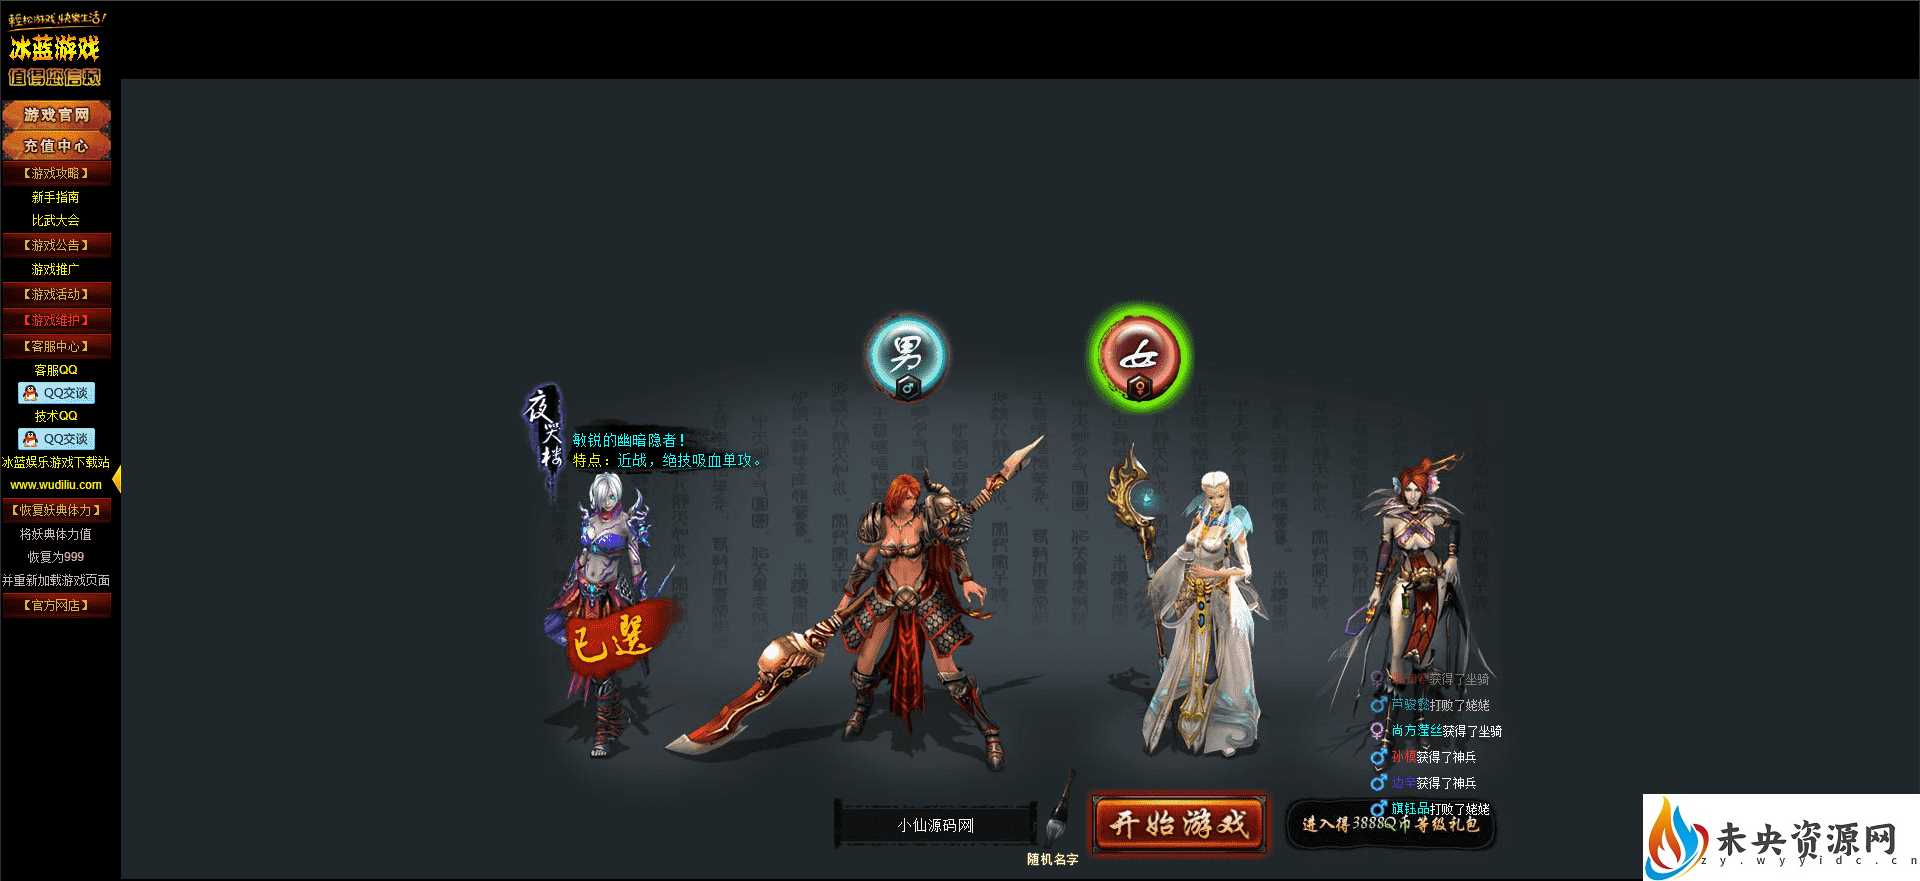 轻松游戏,快乐生活!
冰蓝游戏
值得您信赖
游戏官网
充值中心
【游戏攻略】
新手指南
比武大会
【游戏公告】
游戏推广
【游戏活动】
【游戏维护】
【客服中心】
客服QQ
QQ交谈
技术QQ
QQ交谈
冰蓝娱乐游戏下载站
www.wudiliu.com
【恢复妖典体力】
将妖典体力值
恢复为999
并重新加载游戏页面
【官方网店】
男
女
夜哭楼
敏锐的幽暗隐者！
特点：近战，绝技吸血单攻。
已選
获得了坐骑
芦骏懿打败了姥姥
尚方莹丝获得了坐骑
获得了神兵
获得了神兵
旗钰品打败了姥姥
小仙源码网
随机名字
开始游戏
进入得3888Q币等级礼包
未央资源网
zy.wyyidc.cn